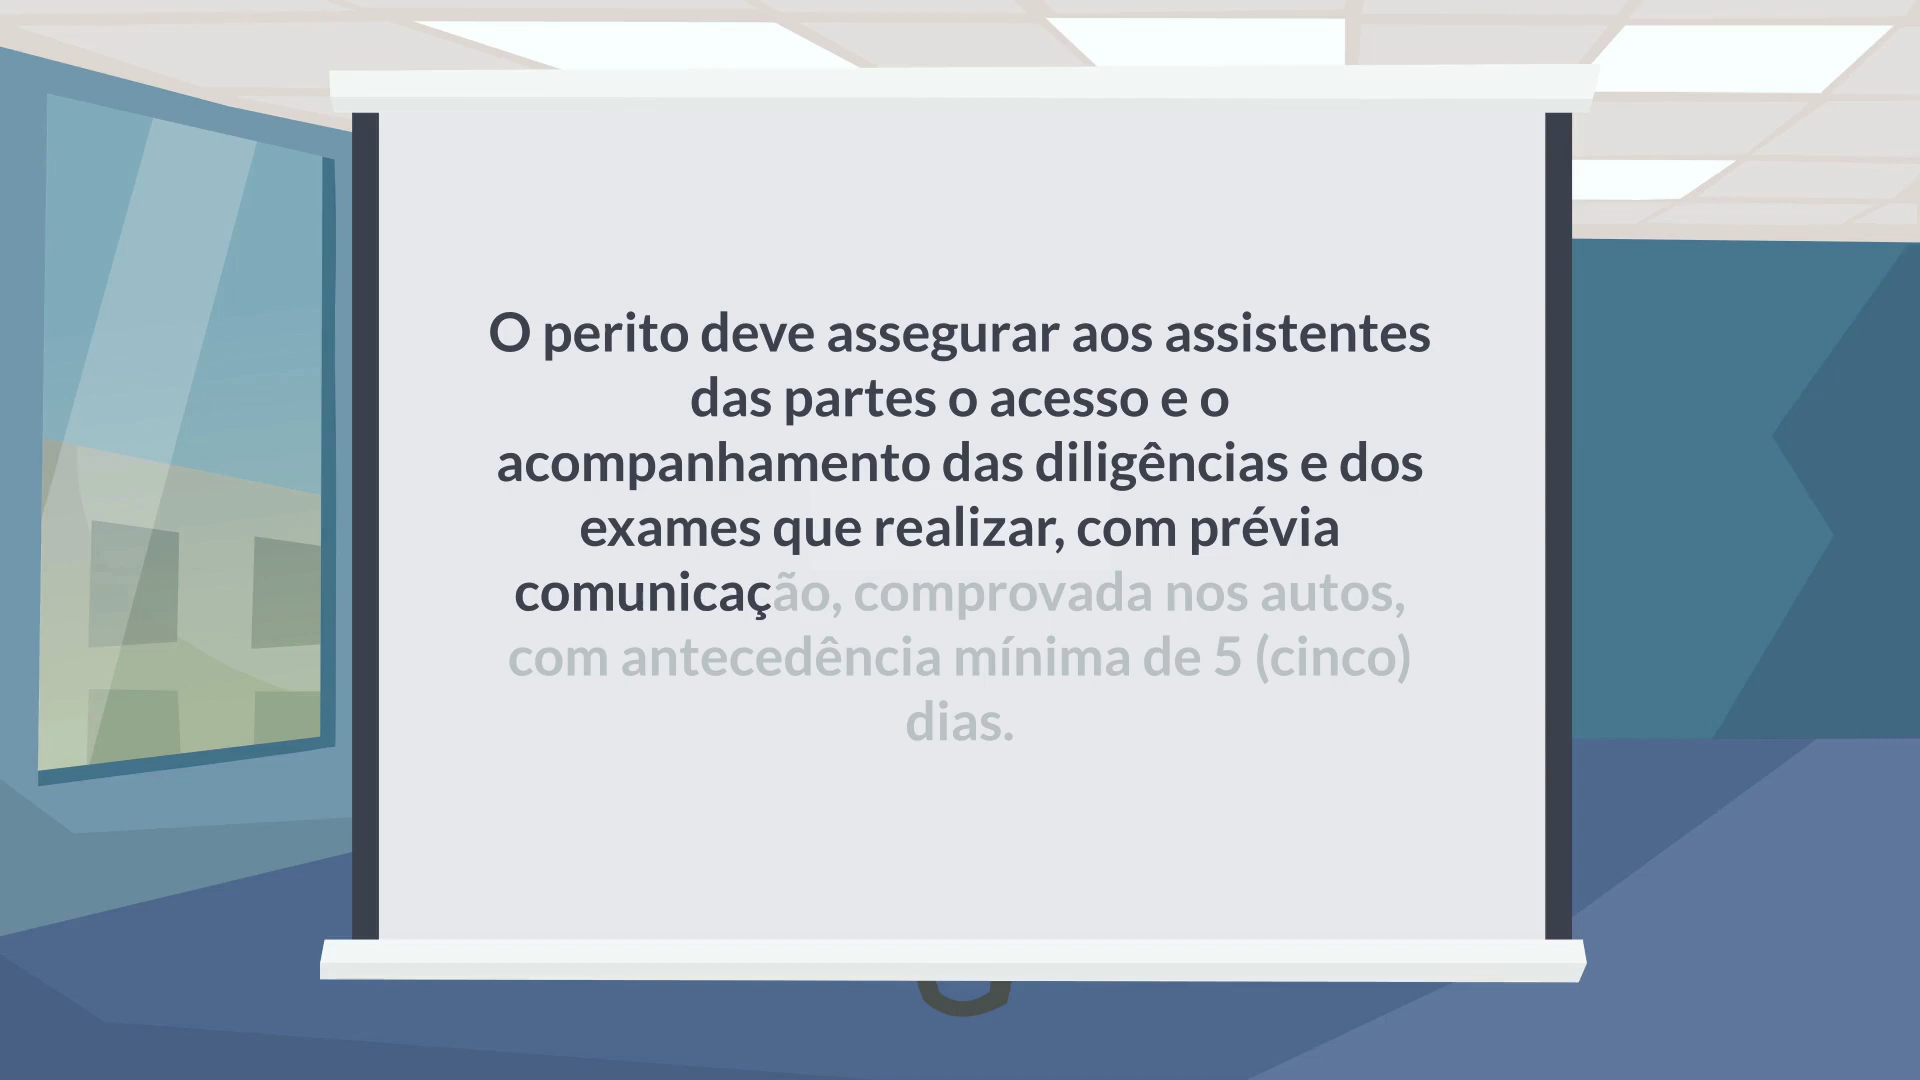 O perito deve assegurar aos assistentes
das partes o acesso e o
acompanhamento das diligências e dos
exames que realizar, com prévia
comunicação, comprovada nos autos,
com antecedência mínima de 5 (cinco)
dias.